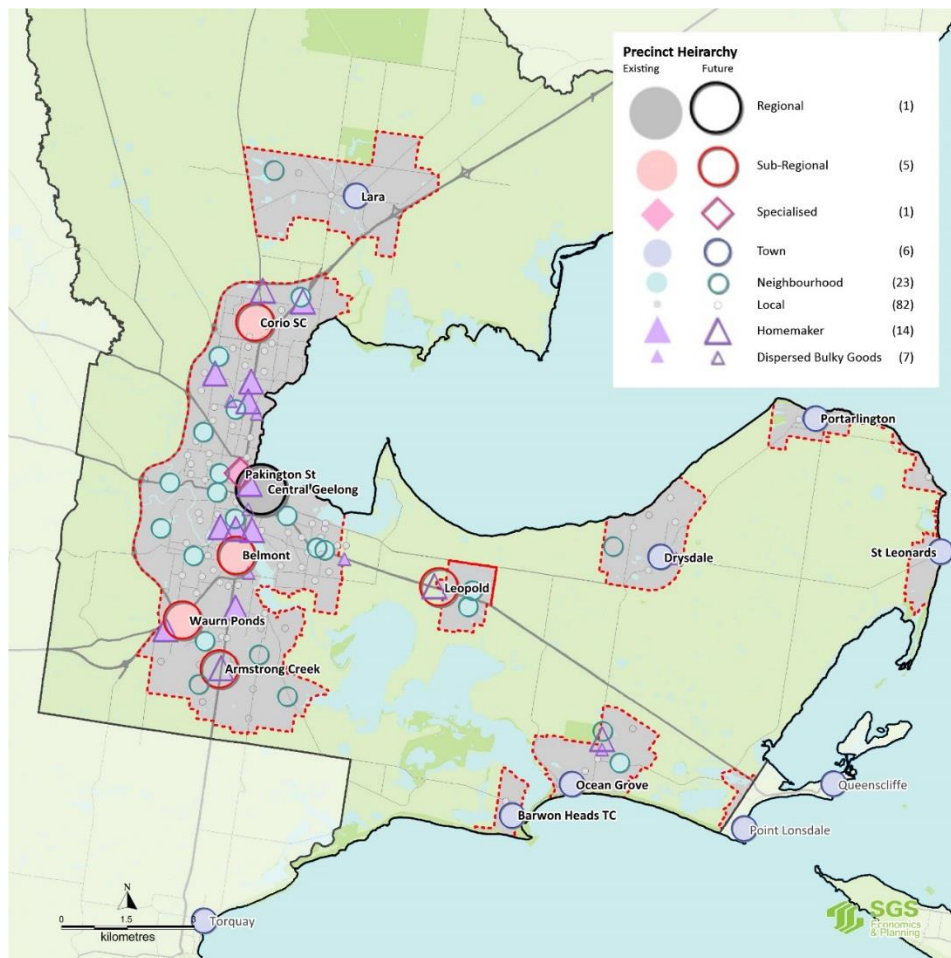 Precinct Heirarchy
Existing Future
Regional (1)
Sub-Regional (5)
Specialised (1)
Town (6)
Neighbourhood (23)
Local (82)
Homemaker (14)
Dispersed Bulky Goods (7)
Lara
Corio SC
Portarlington
Pakington St
Central Geelong
Belmont
Drysdale
St Leonards
Leopold
Waurn Ponds
Armstrong Creek
Ocean Grove
Queenscliffe
Barwon Heads TC
Point Lonsdale
Torquay
N
0 1.5 3
kilometres
SGS
Economics
& Planning